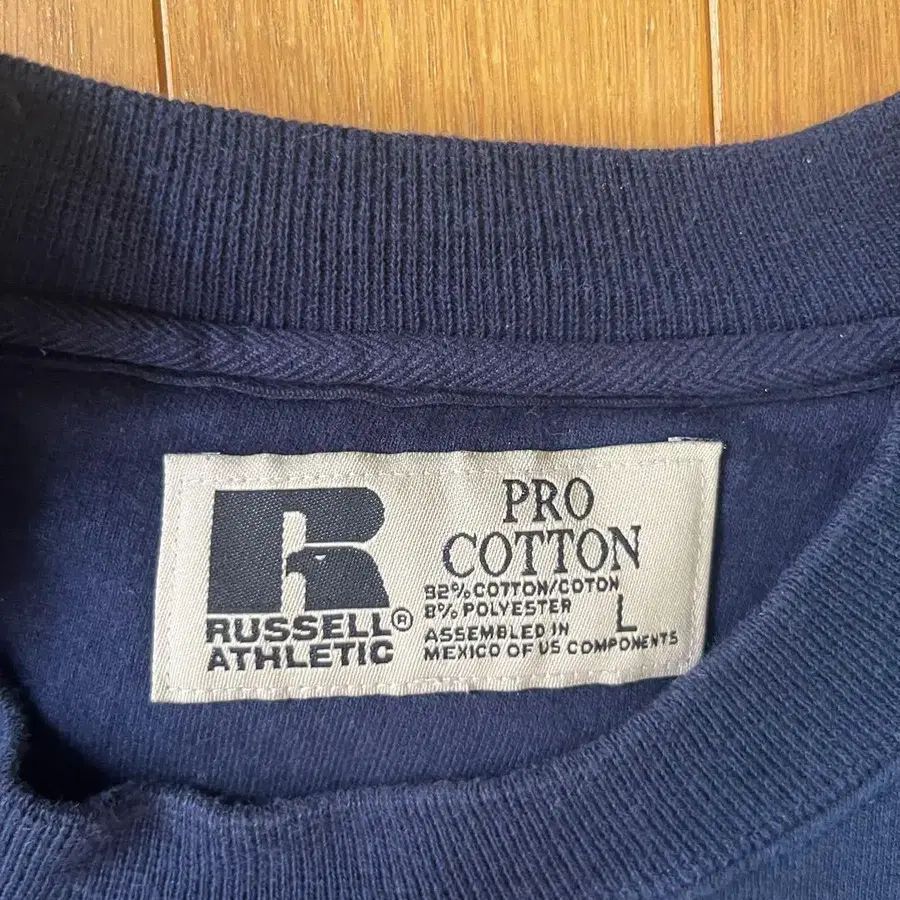 RUSSELL®
ATHLETIC
PRO
COTTON
92% COTTON/COTON
8% POLYESTER
L
ASSEMBLED IN
MEXICO OF US COMPONENTS